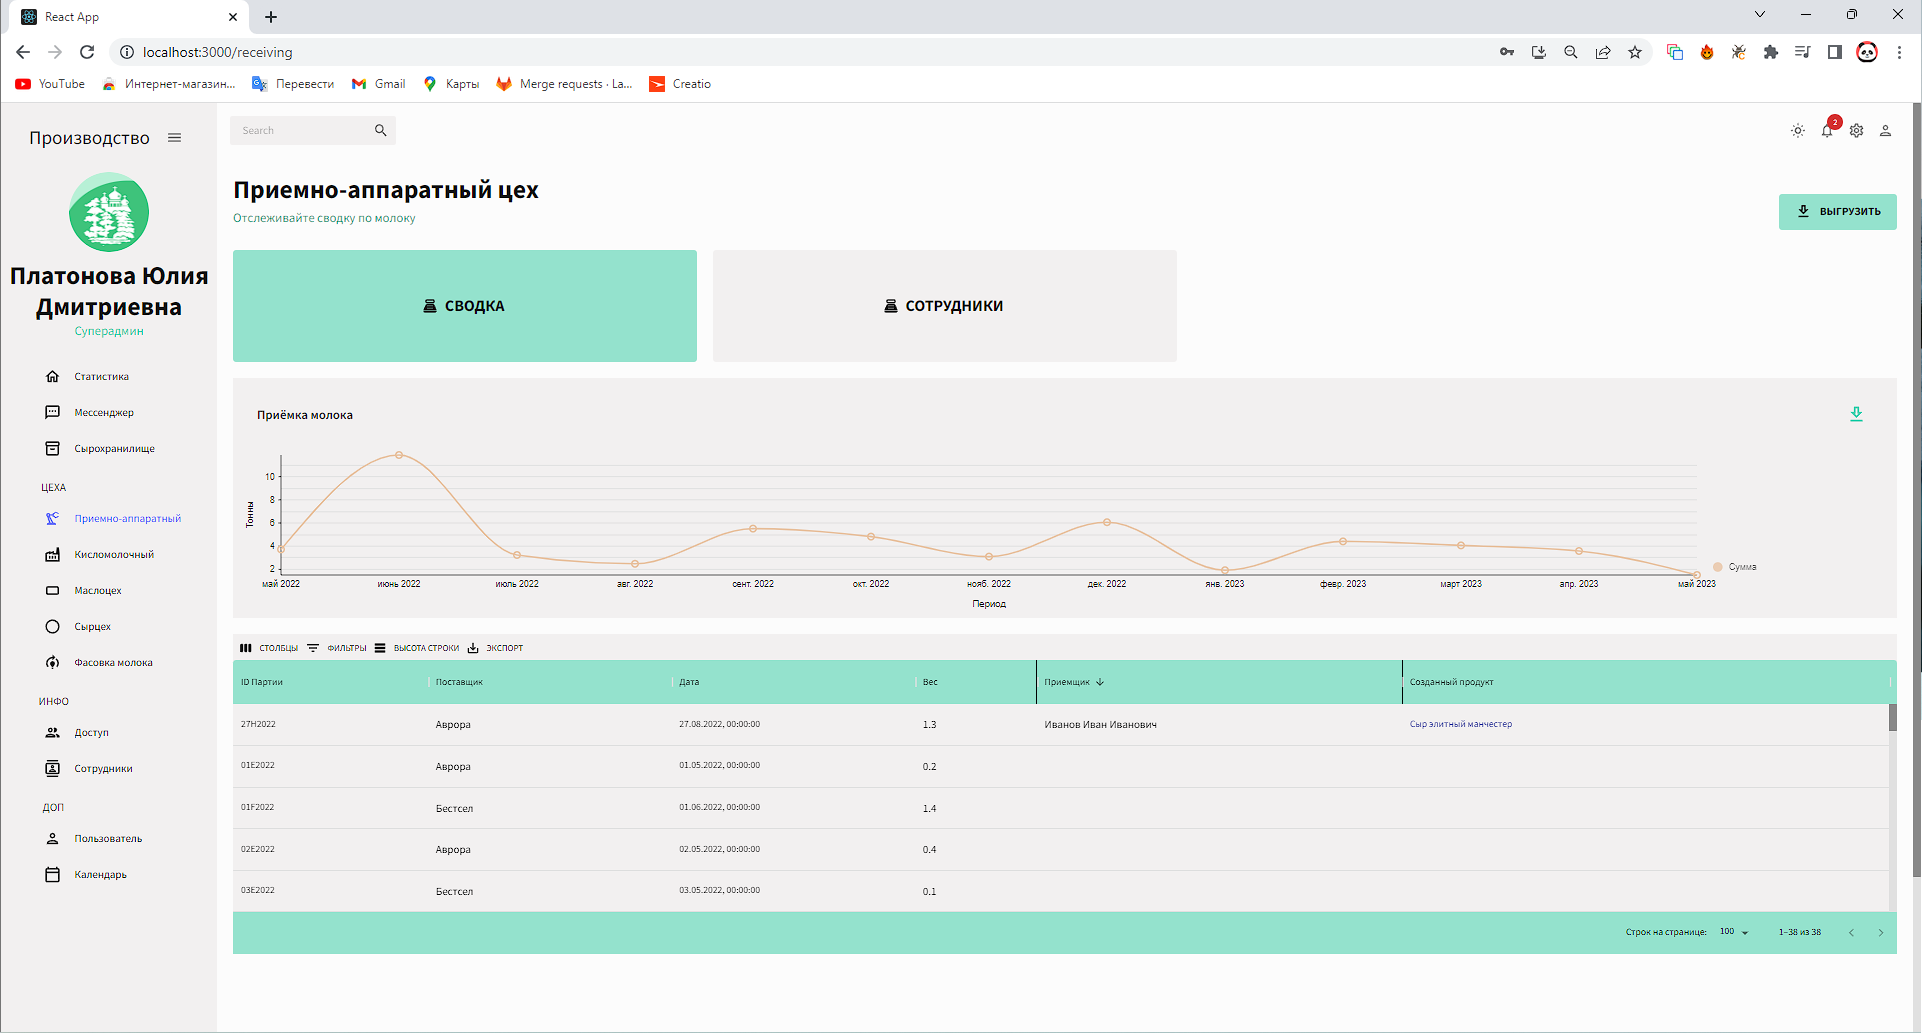 React App
localhost:3000/receiving
YouTube
Интернет-магазин...
Перевести
Gmail
Карты
Merge requests · La...
Creatio
Производство
Платонова Юлия
Дмитриевна
Суперадмин
Статистика
Мессенджер
Сырохранилище
ЦЕХА
Приемно-аппаратный
Кисломолочный
Маслоцех
Сырцех
Фасовка молока
ИНФО
Доступ
Сотрудники
ДОП
Пользователь
Календарь
Search
2
Приемно-аппаратный цех
Отслеживайте сводку по молоку
ВЫГРУЗИТЬ
СВОДКА
СОТРУДНИКИ
Приёмка молока
Тонны
10
8
6
4
2
май 2022 июнь 2022 июль 2022 авг. 2022 сент. 2022 окт. 2022 нояб. 2022 дек. 2022 янв. 2023 февр. 2023 март 2023 апр. 2023 май 2023
Период
Сумма
СТОЛБЦЫ ФИЛЬТРЫ ВЫСОТА СТРОКИ ЭКСПОРТ
ID Партии Поставщик Дата Вес Приемщик Созданный продукт
27H2022 Аврора 27.08.2022, 00:00:00 1.3 Иванов Иван Иванович Сыр элитный манчестер
01E2022 Аврора 01.05.2022, 00:00:00 0.2
01F2022 Бестсел 01.06.2022, 00:00:00 1.4
02E2022 Аврора 02.05.2022, 00:00:00 0.4
03E2022 Бестсел 03.05.2022, 00:00:00 0.1
Строк на странице: 100 1–38 из 38